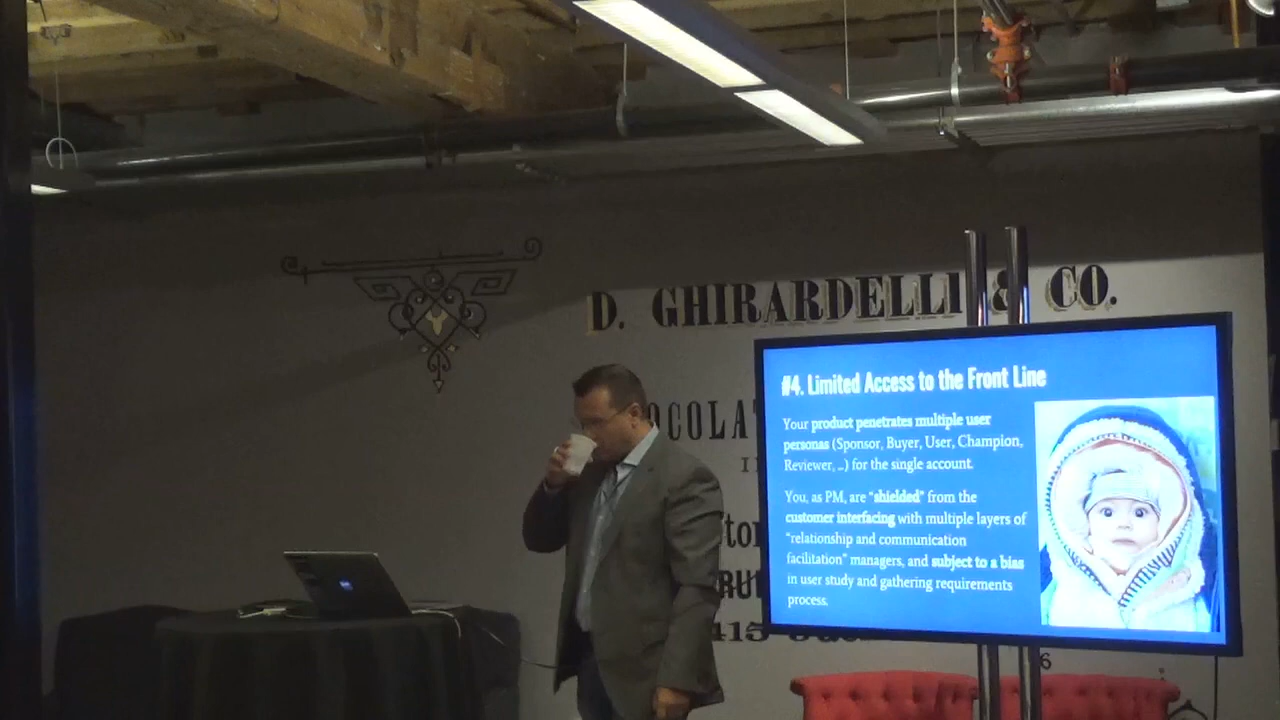 D. GHIRARDELLI & CO.
#4. Limited Access to the Front Line
Your product penetrates multiple user
personas (Sponsor, Buyer, User, Champion,
Reviewer, ...) for the single account.
You, as PM, are "shielded" from the
customer interfacing with multiple layers of
"relationship and communication
facilitation" managers, and subject to a bias
in user study and gathering requirements
process.
415
6